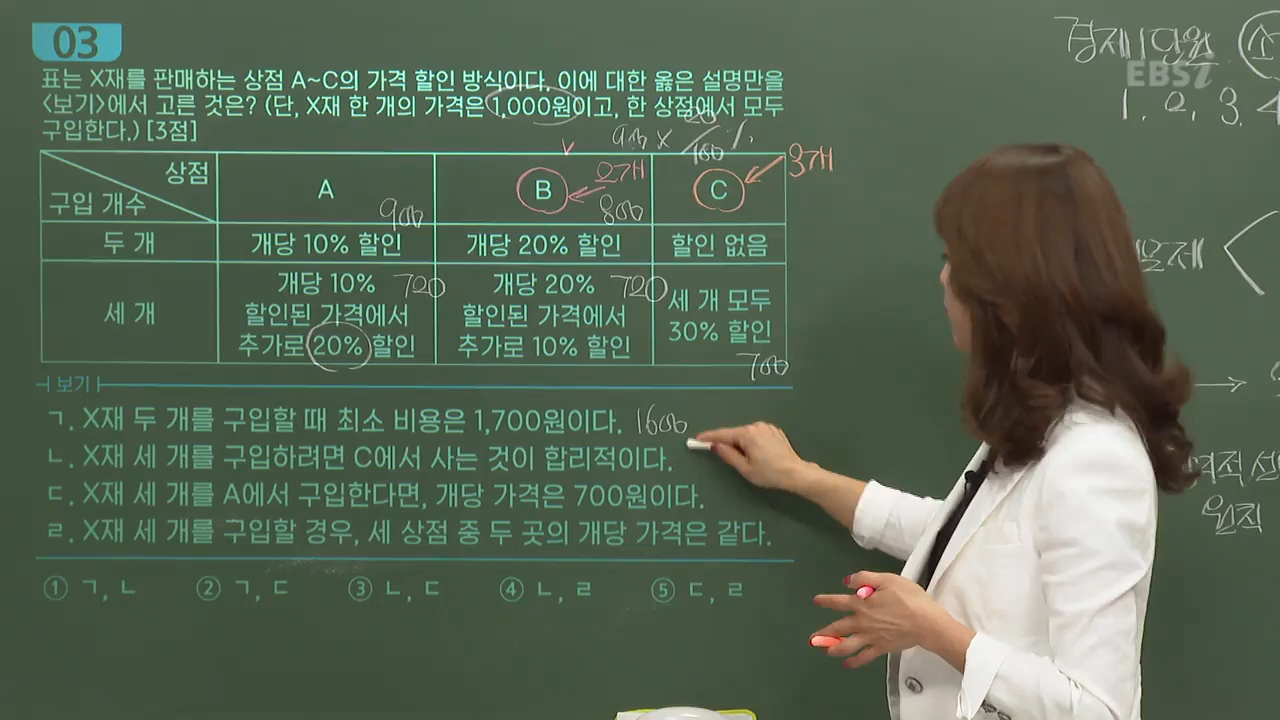 03
표는 X재를 판매하는 상점 A~C의 가격 할인 방식이다. 이에 대한 옳은 설명만을
<보기>에서 고른 것은? (단, X재 한 개의 가격은 1,000원이고, 한 상점에서 모두
구입한다.) [3점]
상점
구입 개수
A
900
B
2개
800
C
3개
두 개
개당 10% 할인
개당 20% 할인
할인 없음
세 개
개당 10%
할인된 가격에서
추가로 20% 할인
720
개당 20%
할인된 가격에서
추가로 10% 할인
720
세 개 모두
30% 할인
700
보기
ㄱ. X재 두 개를 구입할 때 최소 비용은 1,700원이다. 1600
ㄴ. X재 세 개를 구입하려면 C에서 사는 것이 합리적이다.
ㄷ. X재 세 개를 A에서 구입한다면, 개당 가격은 700원이다.
ㄹ. X재 세 개를 구입할 경우, 세 상점 중 두 곳의 개당 가격은 같다.
① ㄱ, ㄴ ② ㄱ, ㄷ ③ ㄴ, ㄷ ④ ㄴ, ㄹ ⑤ ㄷ, ㄹ
EBSi
1. 2. 3. 4
문제
원칙